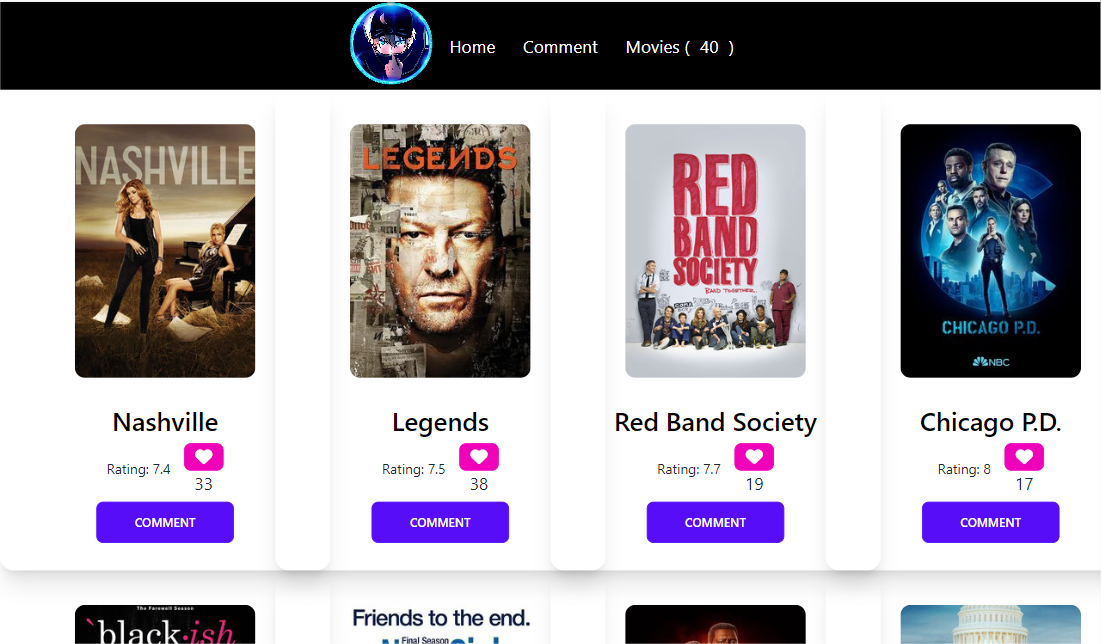 Home Comment Movies ( 40 )
NASHVILLE
LEGENDS
RED
BAND
SOCIETY
BAND TOGETHER.
CHICAGO P.D.
NBC
Nashville
Legends
Red Band Society
Chicago P.D.
Rating: 7.4
33
Rating: 7.5
38
Rating: 7.7
19
Rating: 8
17
COMMENT
COMMENT
COMMENT
COMMENT
The Farewell Season
`black-ish
Friends to the end.
Final Season